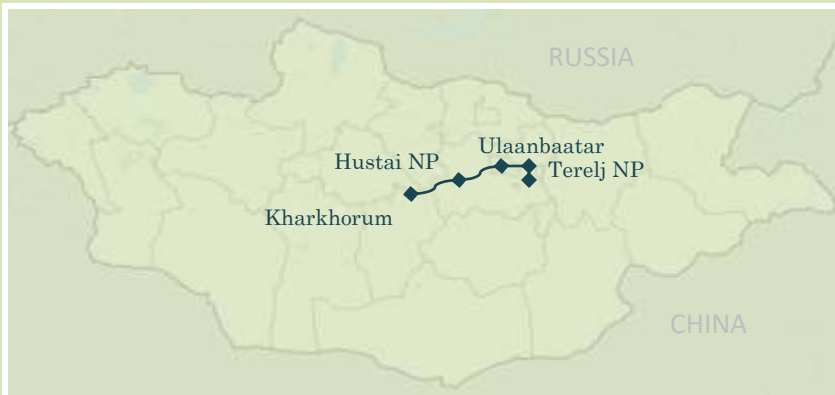 RUSSIA
Ulaanbaatar
Hustai NP
Terelj NP
Kharkhorum
CHINA